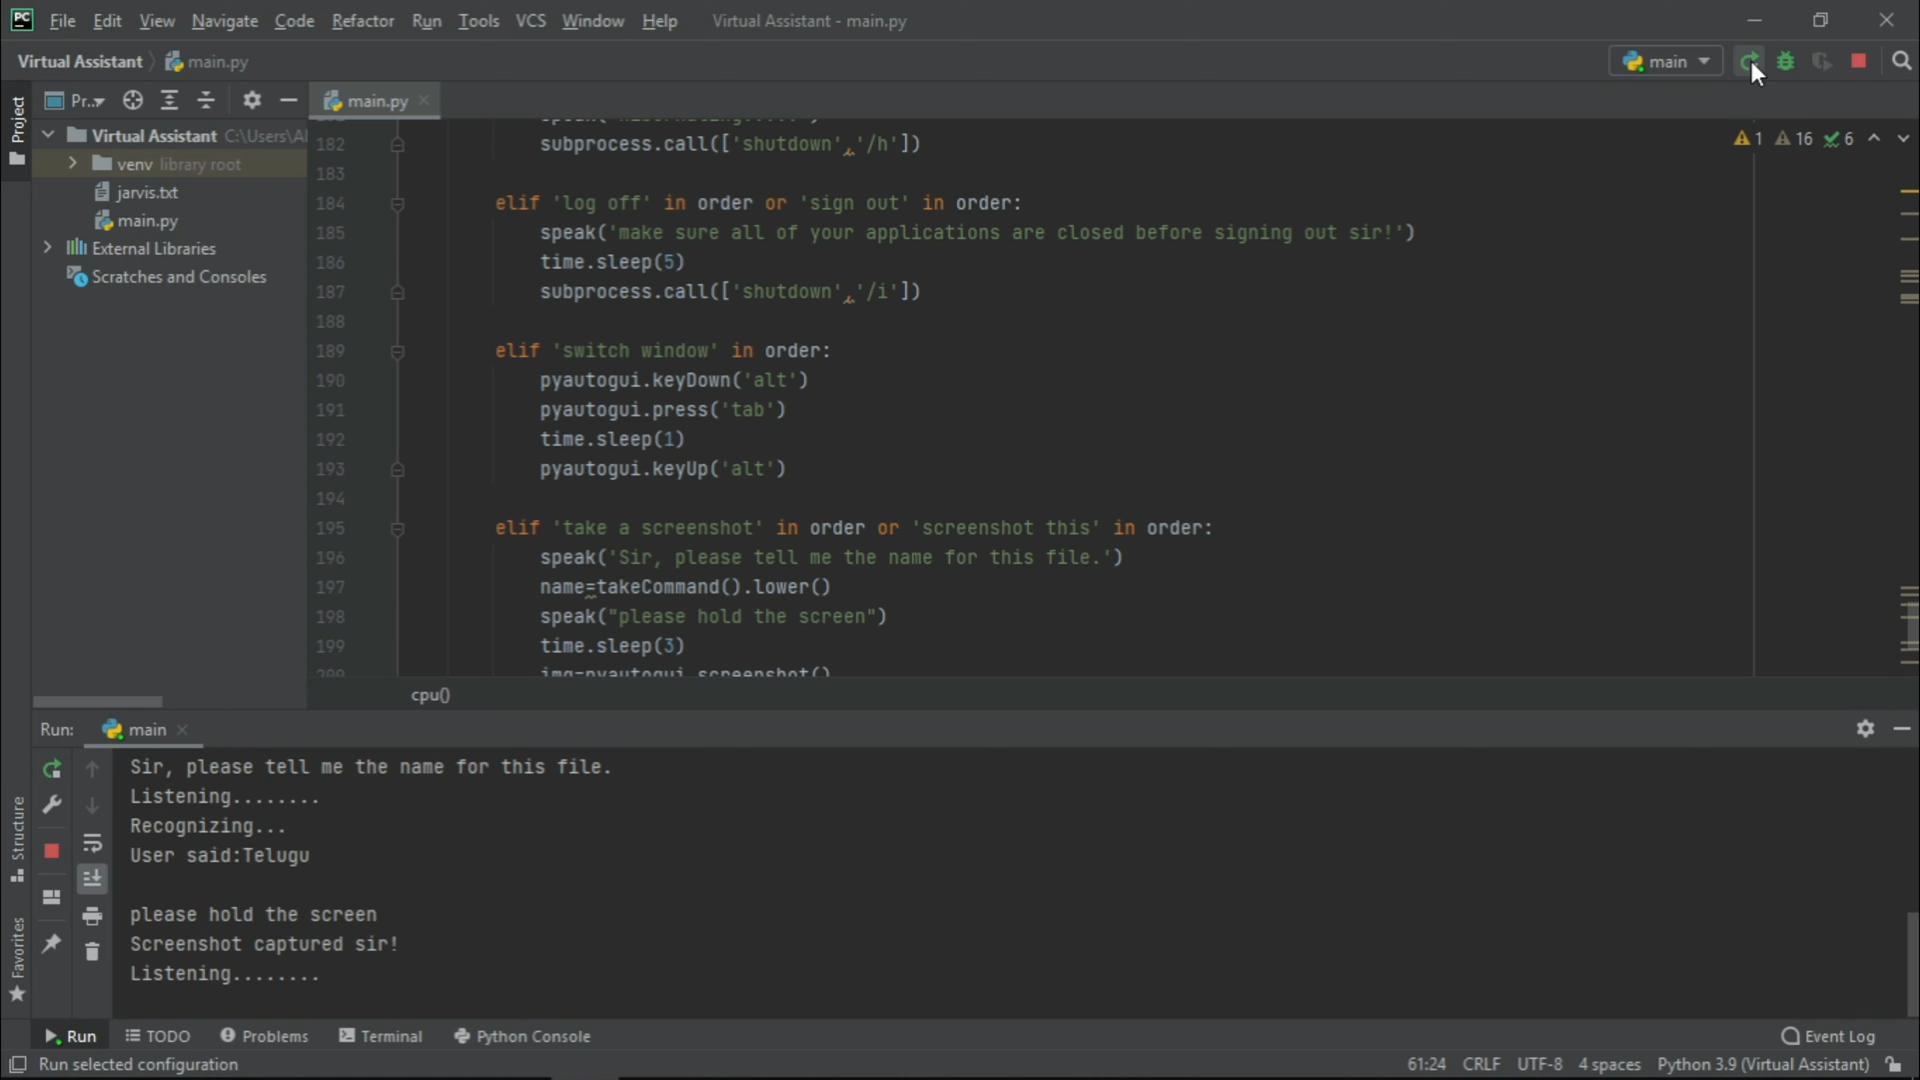 PC File Edit View Navigate Code Refactor Run Tools VCS Window Help Virtual Assistant - main.py
Virtual Assistant main.py main
Project Pr... main.py
Virtual Assistant C:\Users\Al
venv library root
jarvis.txt
main.py
External Libraries
Scratches and Consoles
1 16 6
182 subprocess.call(['shutdown','/h'])
183
184 elif 'log off' in order or 'sign out' in order:
185 speak('make sure all of your applications are closed before signing out sir!')
186 time.sleep(5)
187 subprocess.call(['shutdown','/i'])
188
189 elif 'switch window' in order:
190 pyautogui.keyDown('alt')
191 pyautogui.press('tab')
192 time.sleep(1)
193 pyautogui.keyUp('alt')
194
195 elif 'take a screenshot' in order or 'screenshot this' in order:
196 speak('Sir, please tell me the name for this file.')
197 name=takeCommand().lower()
198 speak("please hold the screen")
199 time.sleep(3)
200 img=pyautogui.screenshot()
cpu()
Run: main
Sir, please tell me the name for this file.
Listening........
Recognizing...
User said:Telugu
please hold the screen
Screenshot captured sir!
Listening........
Structure
Favorites
Run TODO Problems Terminal Python Console Event Log
Run selected configuration 61:24 CRLF UTF-8 4 spaces Python 3.9 (Virtual Assistant)